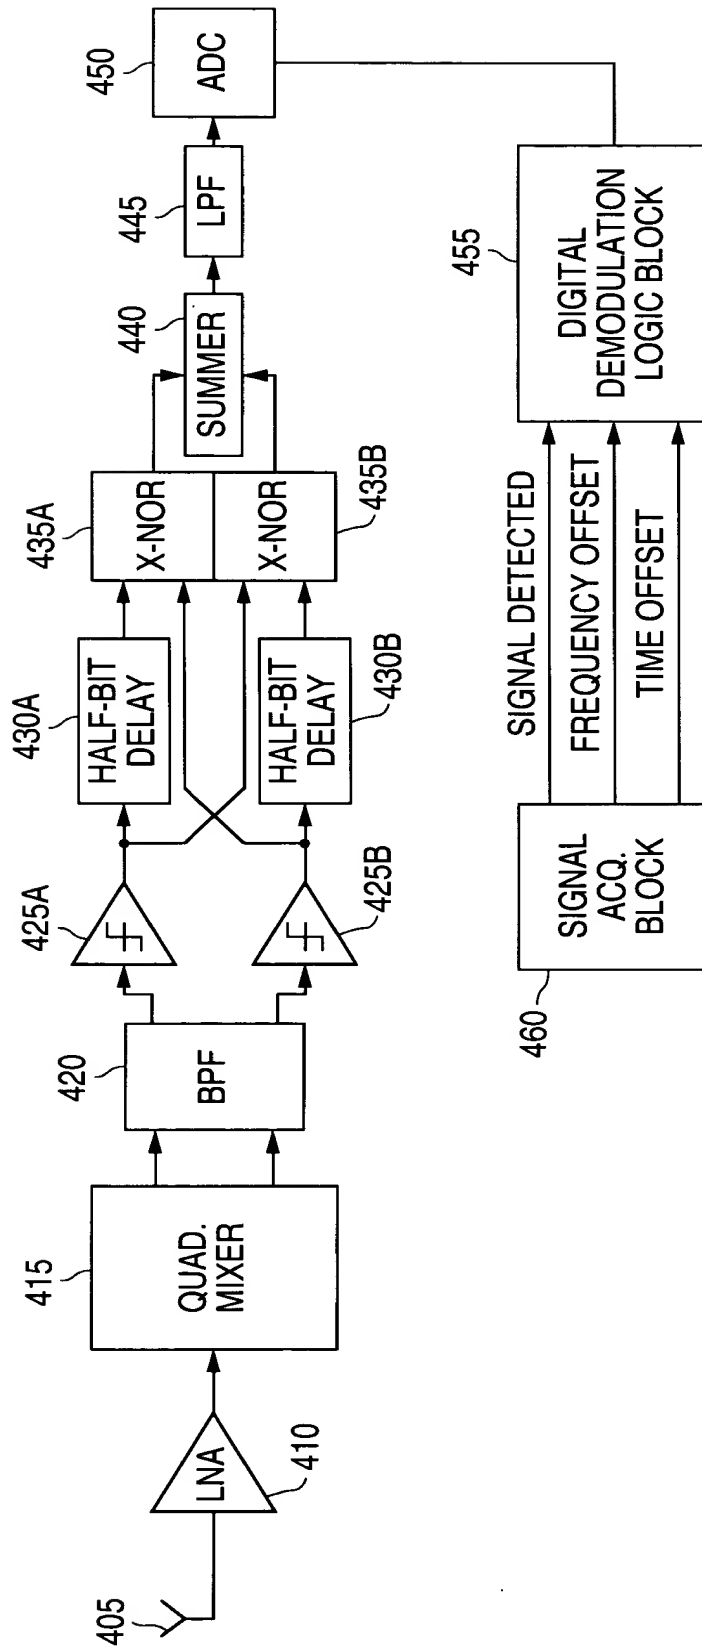 405
LNA
410
415
QUAD.
MIXER
420
BPF
425A
425B
430A
HALF-BIT
DELAY
HALF-BIT
DELAY
430B
435A
X-NOR
X-NOR
435B
440
SUMMER
445
LPF
450
ADC
460
SIGNAL
ACQ.
BLOCK
SIGNAL DETECTED
FREQUENCY OFFSET
TIME OFFSET
455
DIGITAL
DEMODULATION
LOGIC BLOCK